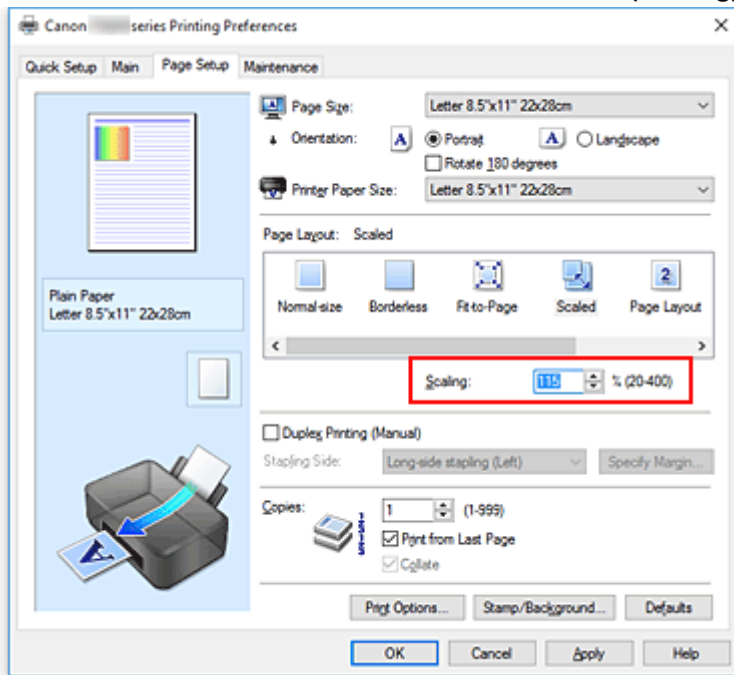 Canon series Printing Preferences
Quick Setup Main Page Setup Maintenance
Page Size: Letter 8.5"x11" 22x28cm
Orientation: A Portrait A Landscape
Rotate 180 degrees
Printer Paper Size: Letter 8.5"x11" 22x28cm
Page Layout: Scaled
Normal-size Borderless Fit-to-Page Scaled 2 Page Layout
Plain Paper
Letter 8.5"x11" 22x28cm
Scaling: 115 % (20-400)
Duplex Printing (Manual)
Stapling Side: Long-side stapling (Left) Specify Margin...
Copies: 1 (1-999)
Print from Last Page
Collate
A
Print Options... Stamp/Background... Defaults
OK Cancel Apply Help